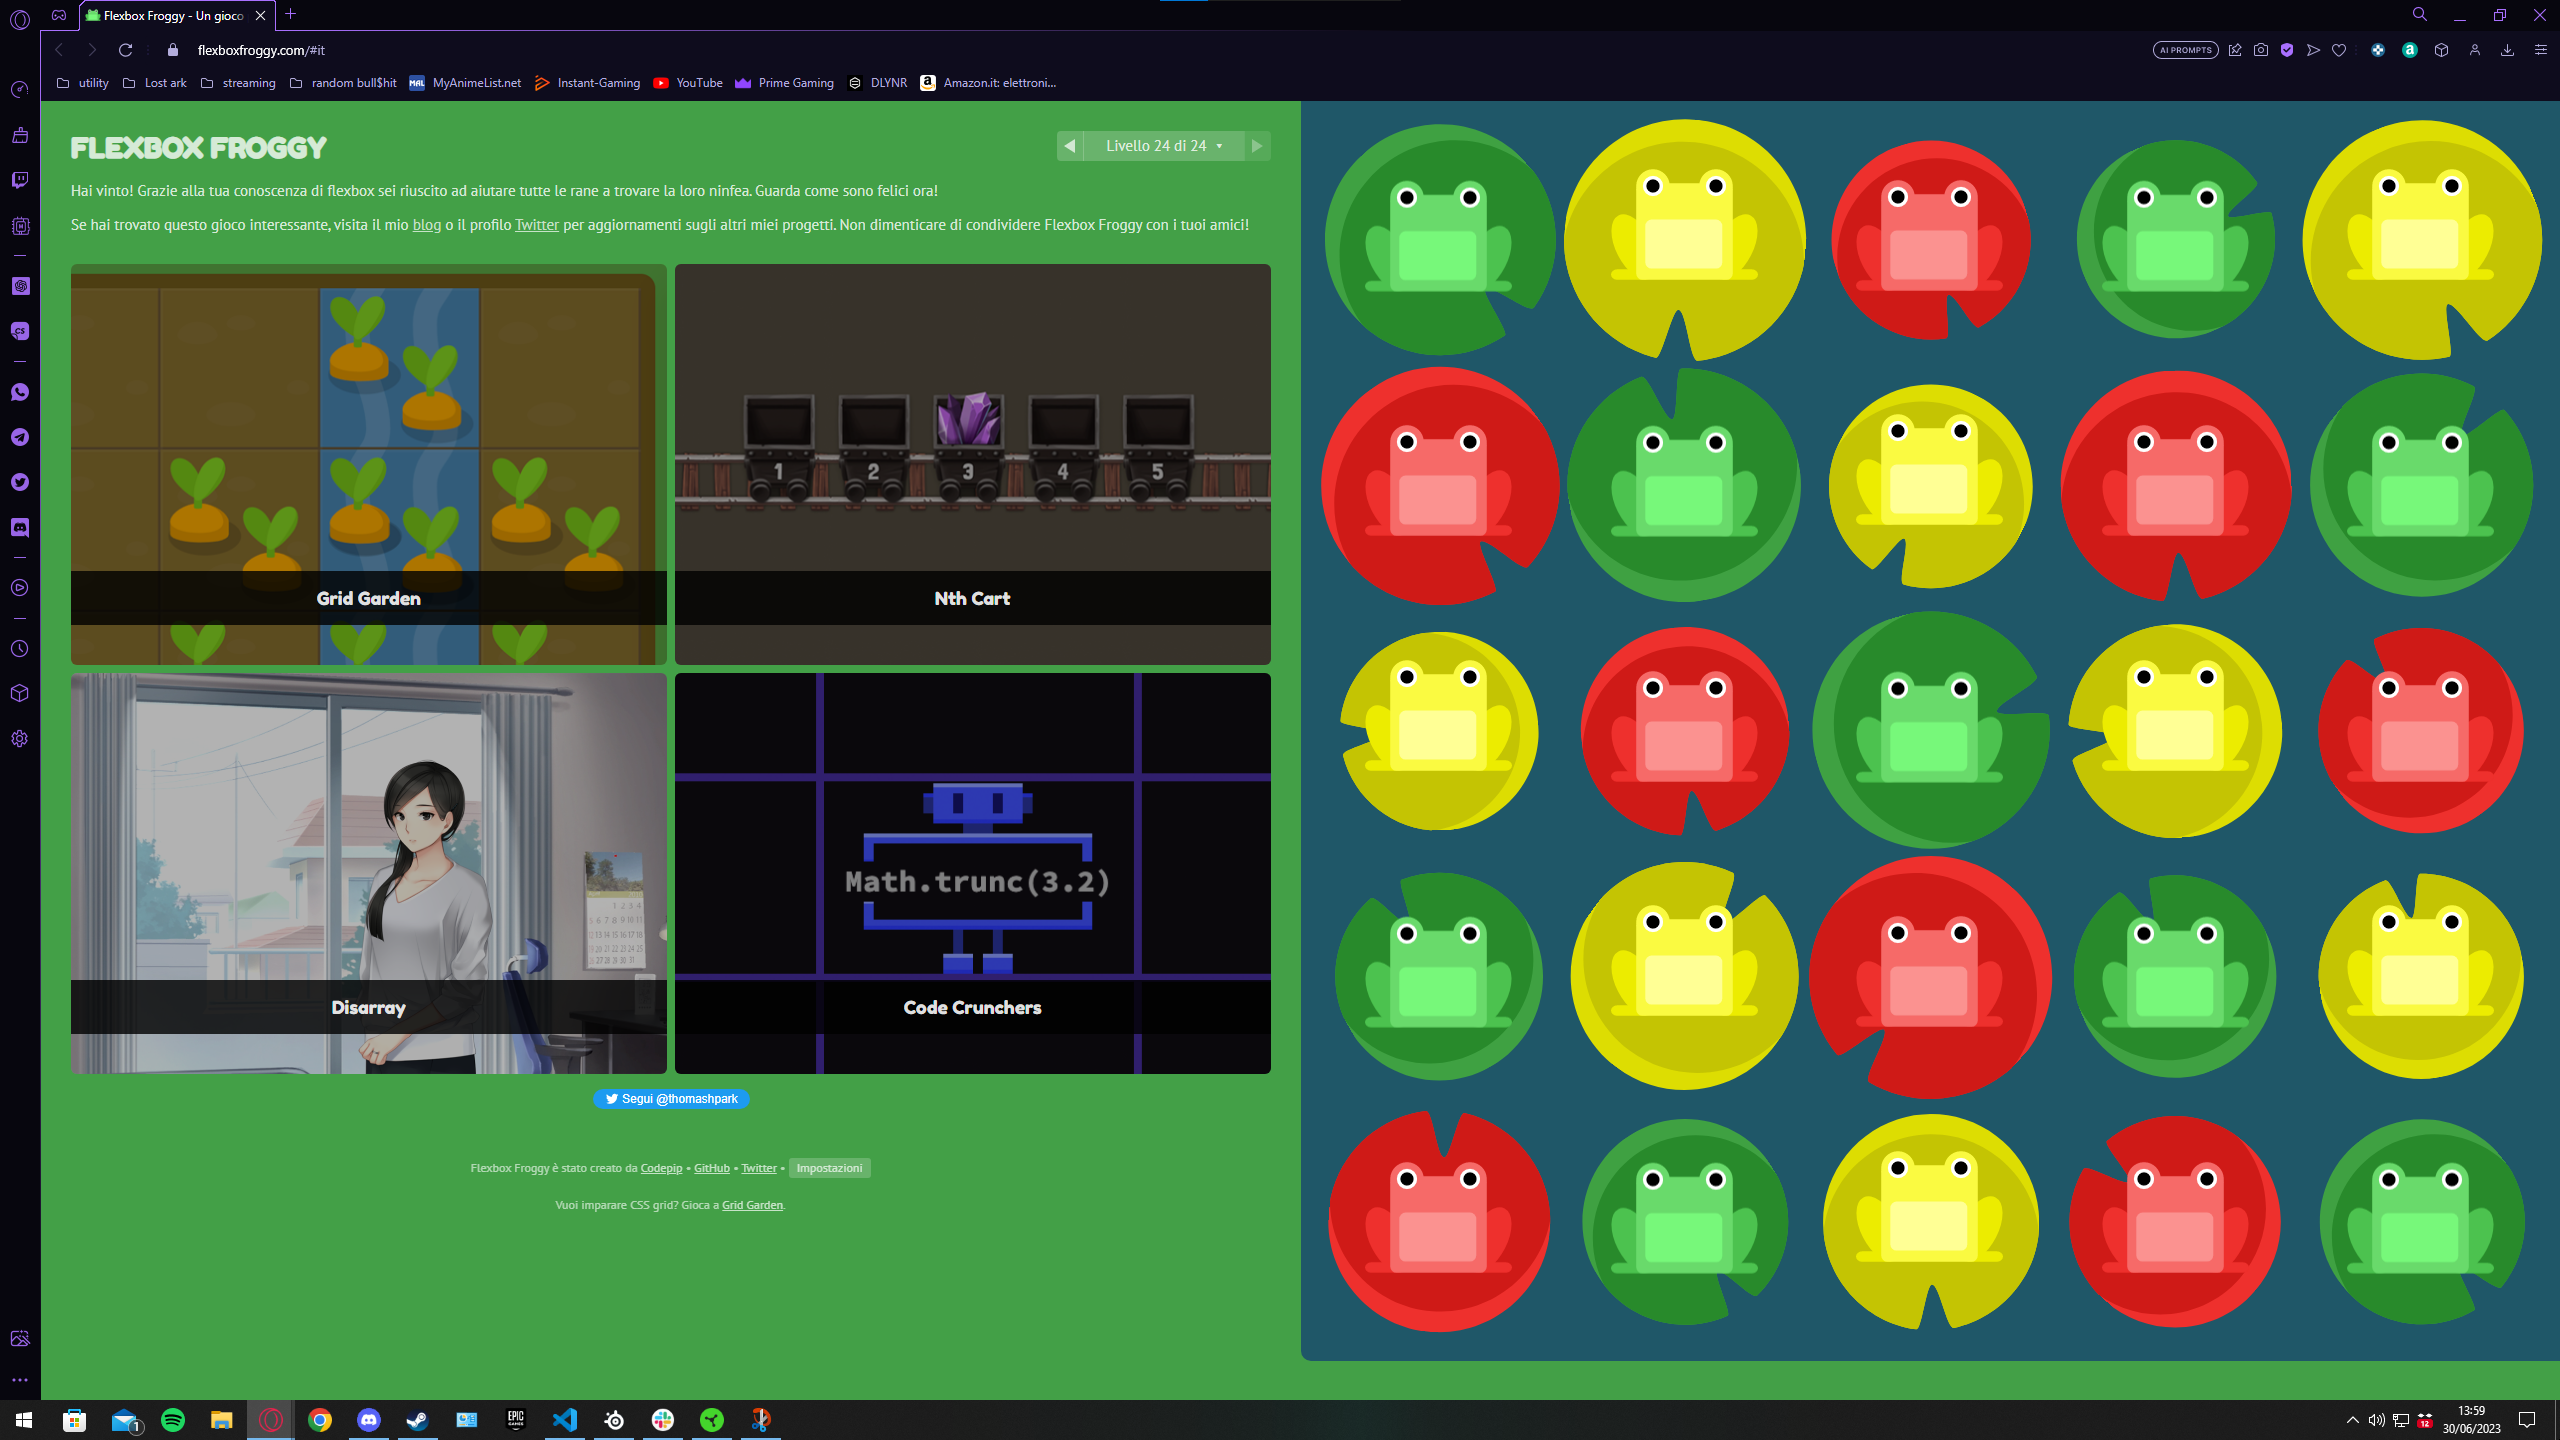 Flexbox Froggy - Un gioco
flexboxfroggy.com/#it
AI PROMPTS
utility
Lost ark
streaming
random bull$hit
MAL
MyAnimeList.net
Instant-Gaming
YouTube
Prime Gaming
DLYNR
Amazon.it: elettroni...
FLEXBOX FROGGY
Livello 24 di 24
Hai vinto! Grazie alla tua conoscenza di flexbox sei riuscito ad aiutare tutte le rane a trovare la loro ninfea. Guarda come sono felici ora!
Se hai trovato questo gioco interessante, visita il mio blog o il profilo Twitter per aggiornamenti sugli altri miei progetti. Non dimenticare di condividere Flexbox Froggy con i tuoi amici!
Grid Garden
1 2 3 4 5
Nth Cart
Disarray
Math.trunc(3.2)
Code Crunchers
Segui @thomashpark
Flexbox Froggy è stato creato da Codepip • GitHub • Twitter • Impostazioni
Vuoi imparare CSS grid? Gioca a Grid Garden.
1
EPIC
GAMES
12
13:59
30/06/2023